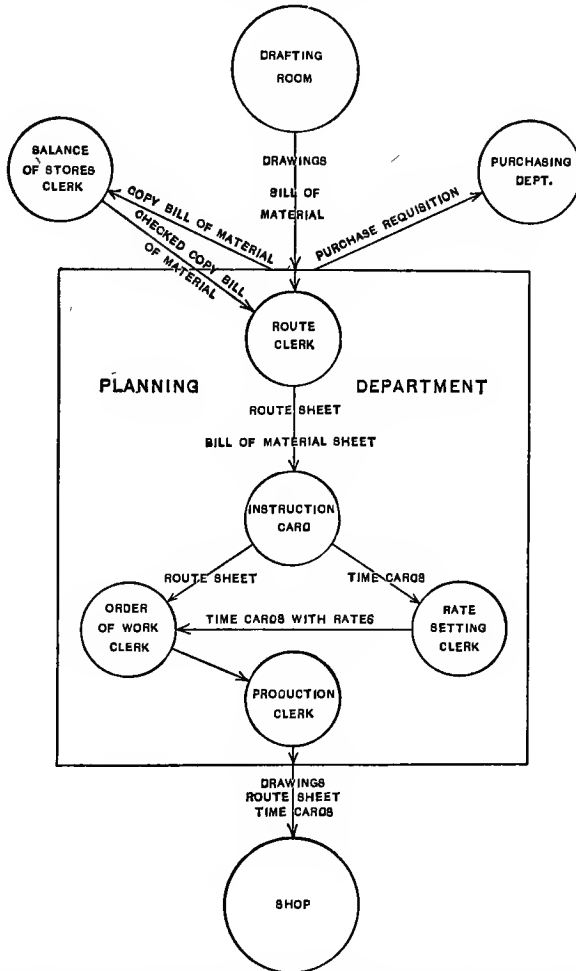 DRAFTING
ROOM
BALANCE
OF STORES
CLERK
PURCHASING
DEPT.
DRAWINGS
BILL OF
MATERIAL
COPY BILL OF MATERIAL
CHECKED COPY BILL
OF MATERIAL
PURCHASE REQUISITION
ROUTE
CLERK
PLANNING DEPARTMENT
ROUTE SHEET
BILL OF MATERIAL SHEET
INSTRUCTION
CARD
ROUTE SHEET
TIME CARDS
ORDER
OF WORK
CLERK
TIME CARDS WITH RATES
RATE
SETTING
CLERK
PRODUCTION
CLERK
DRAWINGS
ROUTE SHEET
TIME CARDS
SHOP